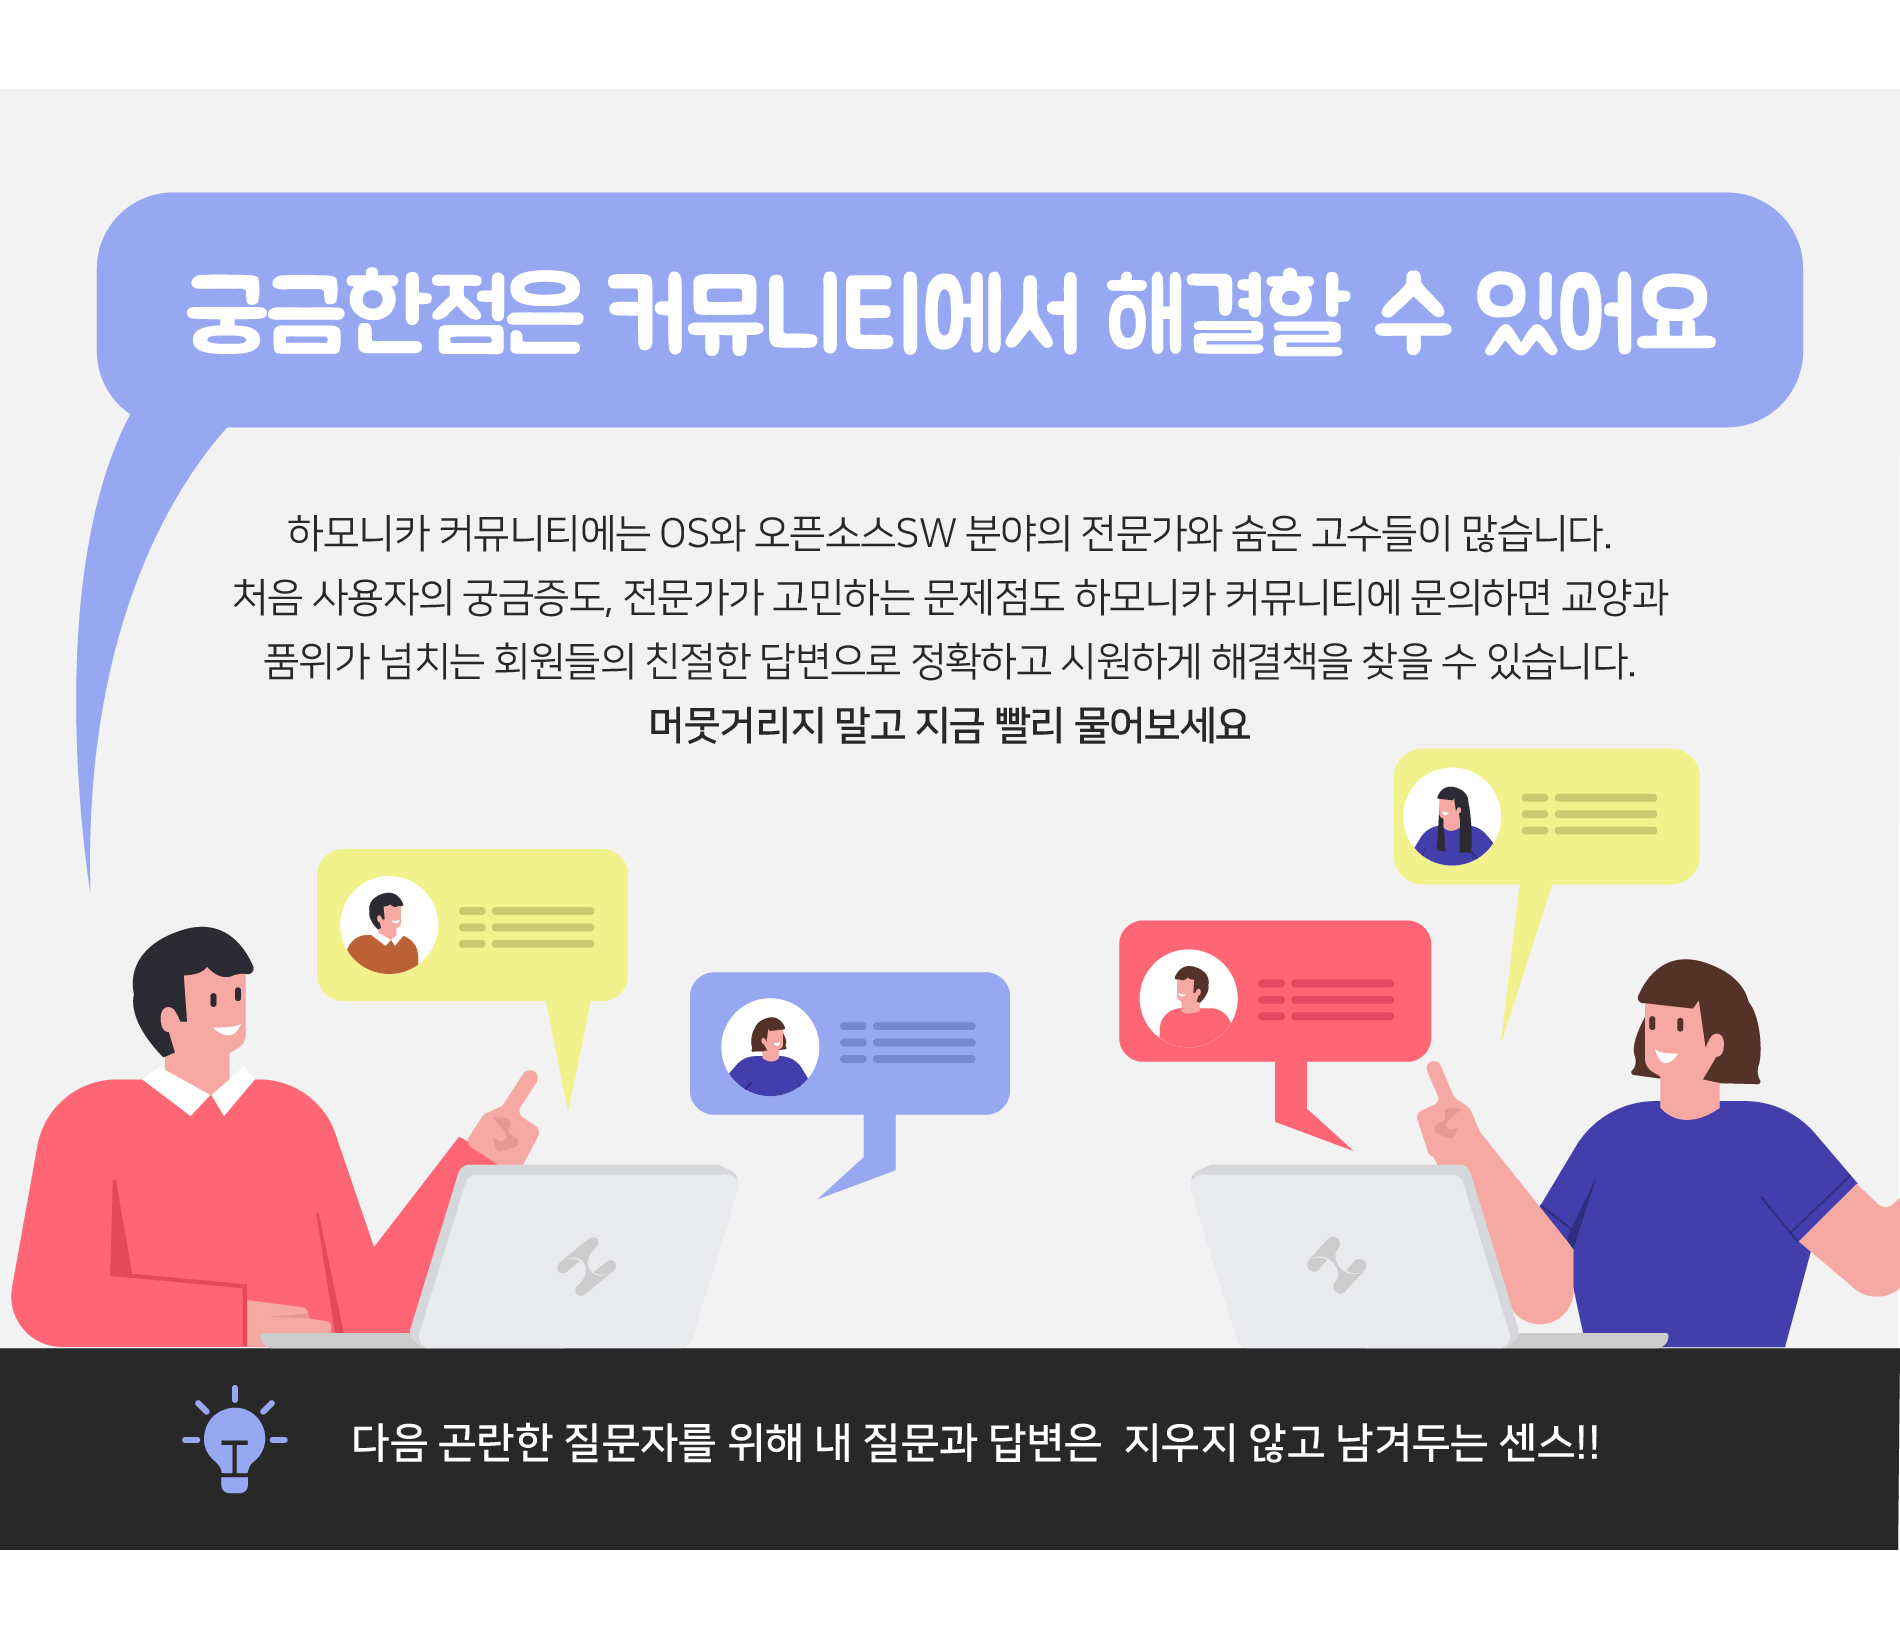 궁금한점은 커뮤니티에서 해결할 수 있어요
하모니카 커뮤니티에는 OS와 오픈소스SW 분야의 전문가와 숨은 고수들이 많습니다.
처음 사용자의 궁금증도, 전문가가 고민하는 문제점도 하모니카 커뮤니티에 문의하면 교양과
품위가 넘치는 회원들의 친절한 답변으로 정확하고 시원하게 해결책을 찾을 수 있습니다.
머뭇거리지 말고 지금 빨리 물어보세요
다음 곤란한 질문자를 위해 내 질문과 답변은  지우지 않고 남겨두는 센스!!